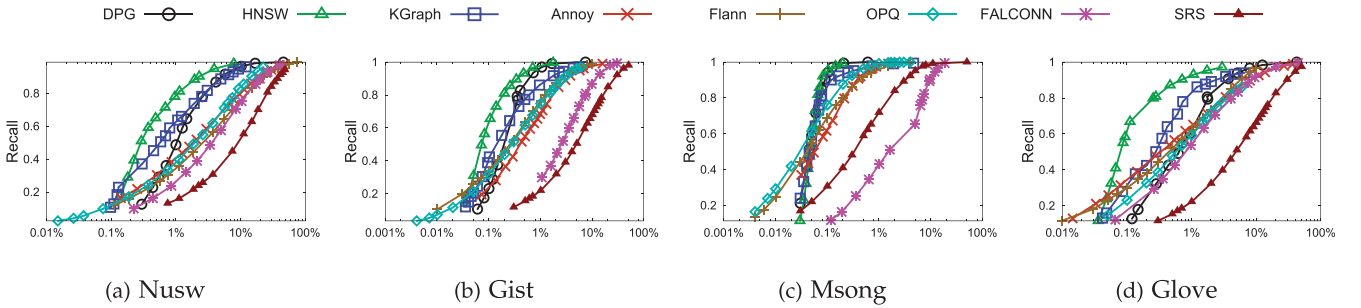 DPG HNSW KGraph Annoy Flann OPQ FALCONN SRS
Recall
0.8
0.6
0.4
0.2
0.01% 0.1% 1% 10% 100%
(a) Nusw
Recall
1
0.8
0.6
0.4
0.2
0.001% 0.01% 0.1% 1% 10% 100%
(b) Gist
Recall
1
0.8
0.6
0.4
0.2
0.001% 0.01% 0.1% 1% 10% 100%
(c) Msong
Recall
1
0.8
0.6
0.4
0.2
0.01% 0.1% 1% 10% 100%
(d) Glove